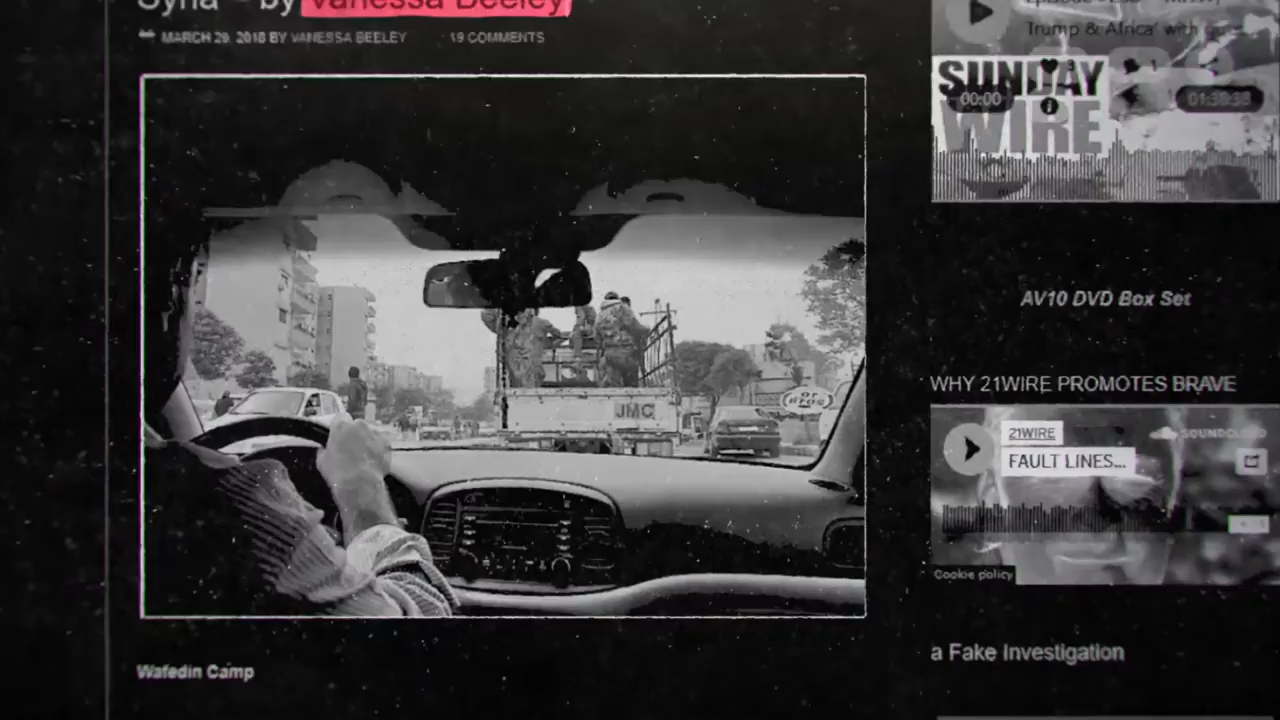 Syria – by Vanessa Beeley
MARCH 29, 2018 BY VANESSA BEELEY
19 COMMENTS
JMC
Wafedin Camp
Trump & Africa' with
SUNDAY
WIRE
00:00
01:39:38
AV10 DVD Box Set
WHY 21WIRE PROMOTES BRAVE
21WIRE
SOUNDCLOUD
FAULT LINES...
Cookie policy
a Fake Investigation